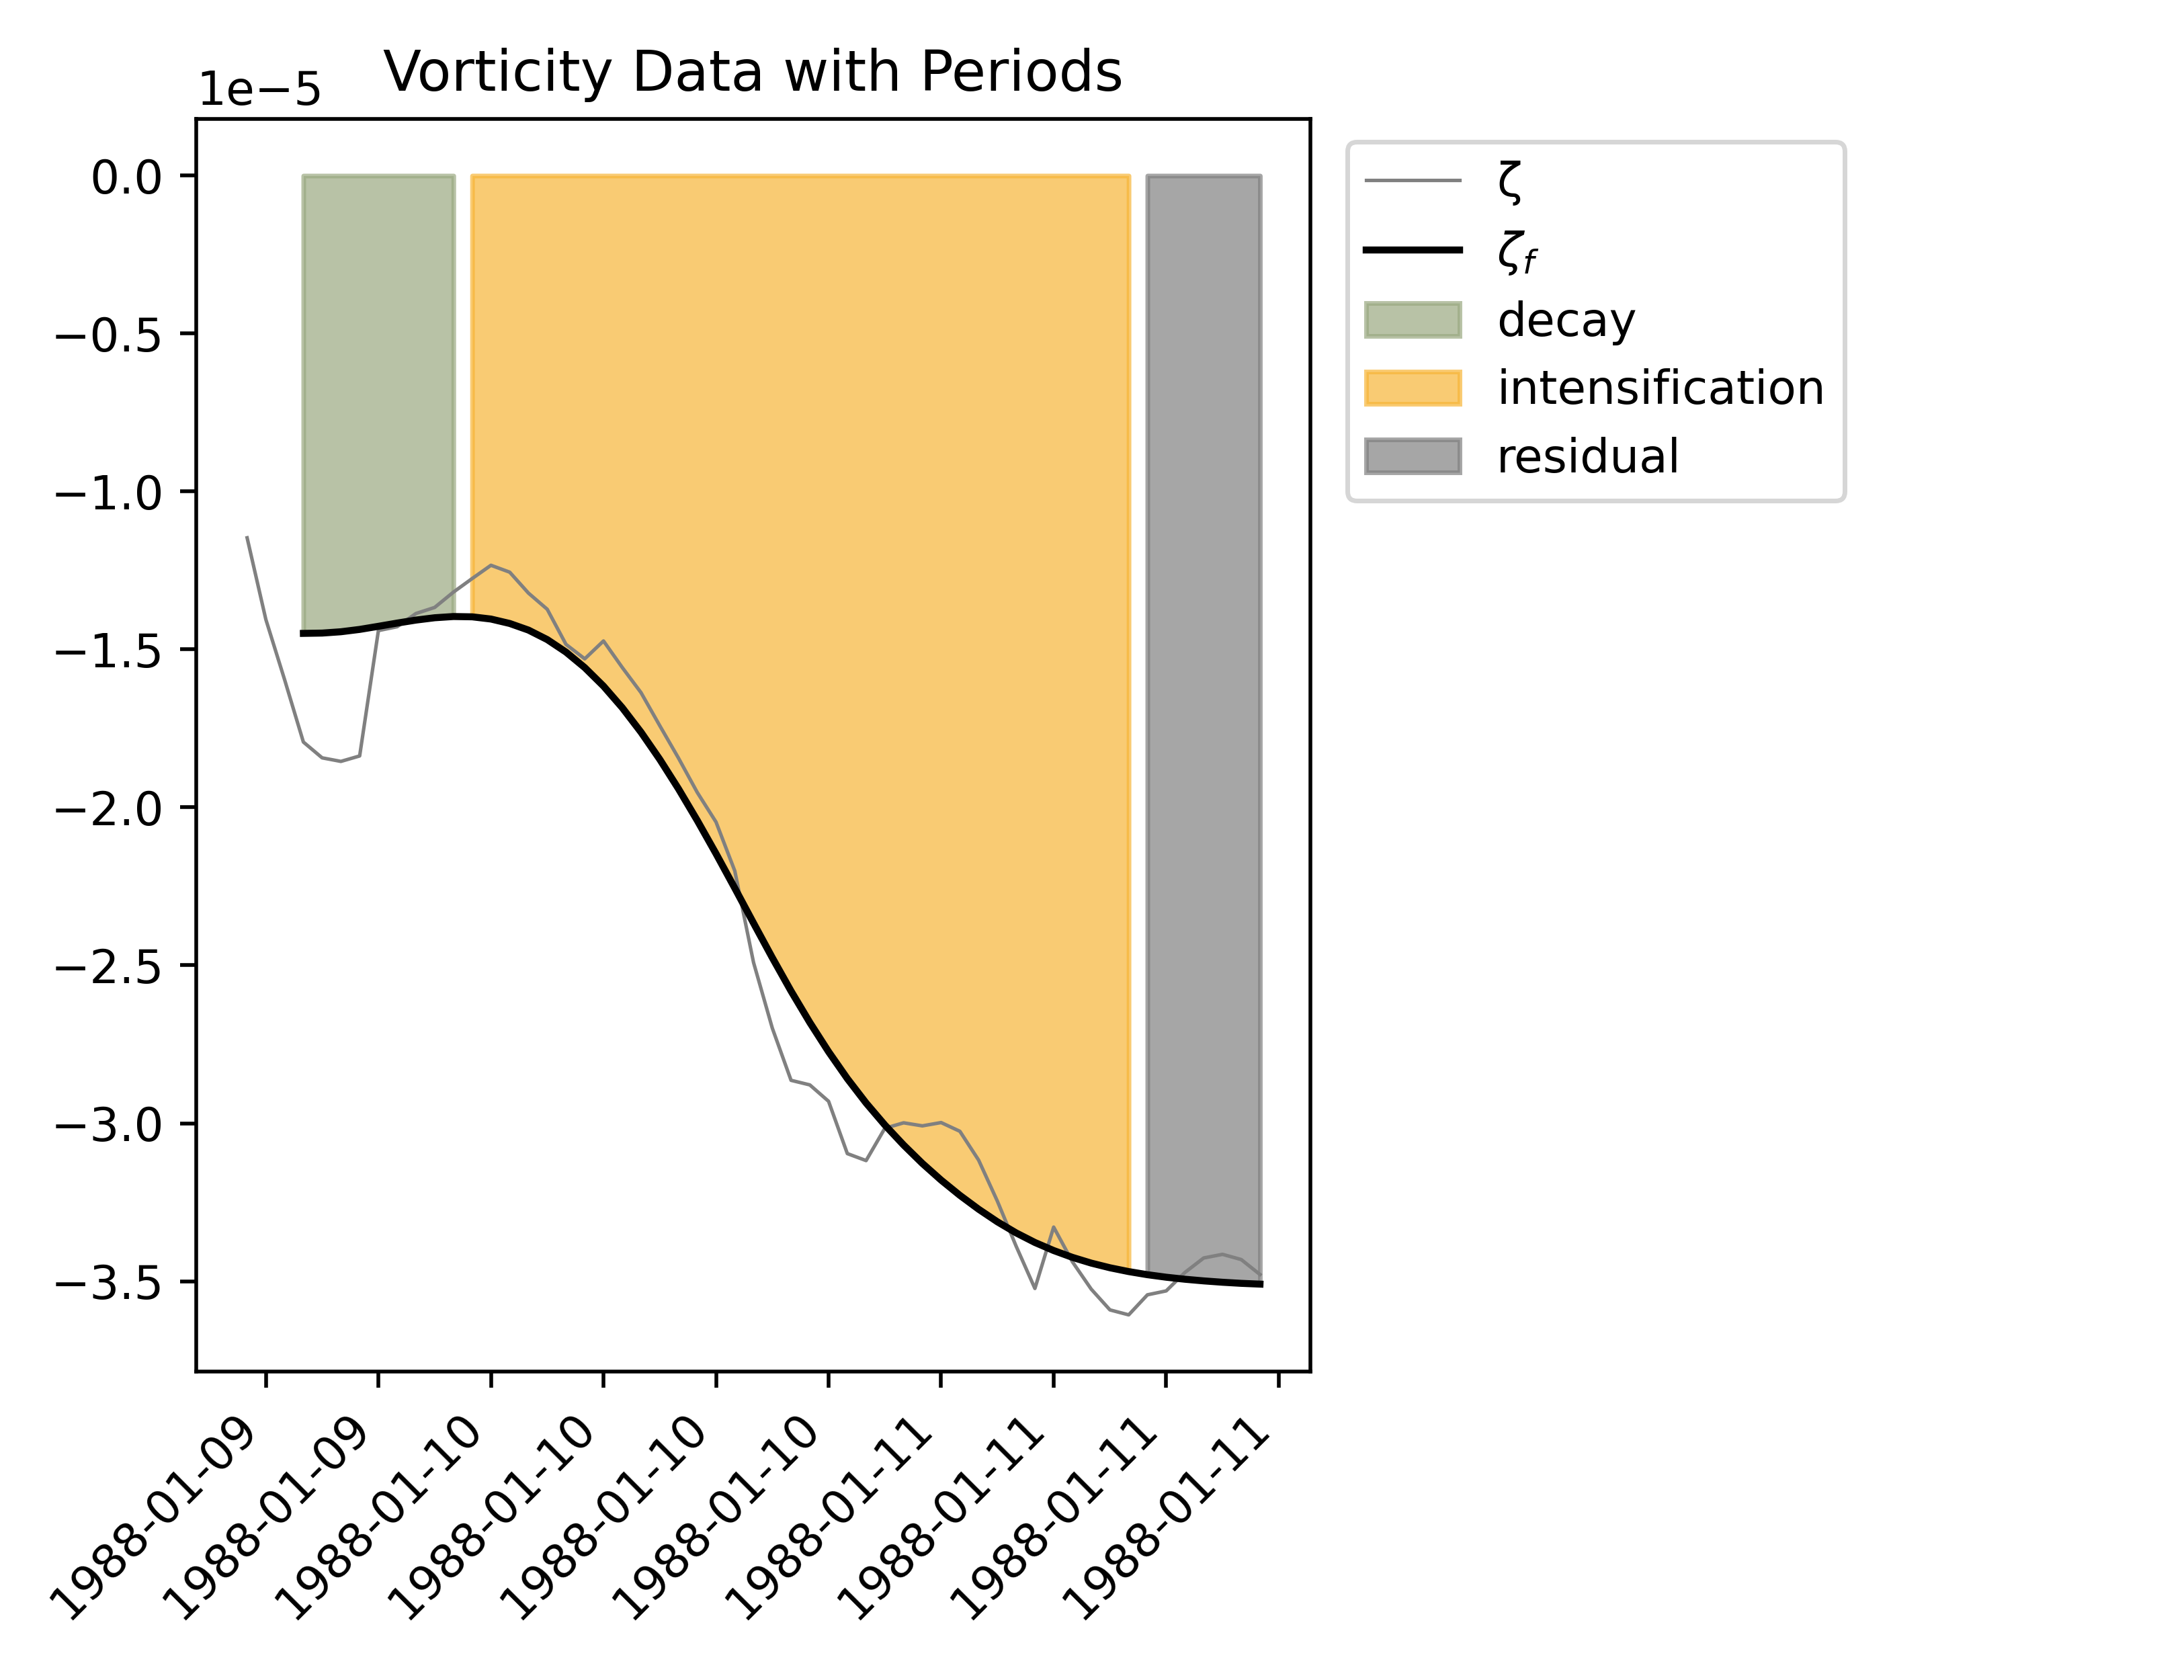 Vorticity Data with Periods
1e−5
0.0
−0.5
−1.0
−1.5
−2.0
−2.5
−3.0
−3.5
1988-01-09
1988-01-09
1988-01-10
1988-01-10
1988-01-10
1988-01-10
1988-01-11
1988-01-11
1988-01-11
1988-01-11
ζ
ζf
decay
intensification
residual